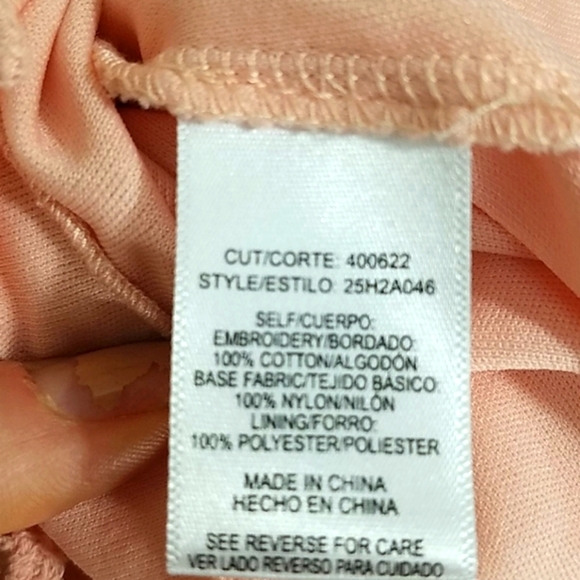 CUT/CORTE: 400622
STYLE/ESTILO: 25H2A046
SELF/CUERPO:
EMBROIDERY/BORDADO:
100% COTTON/ALGODÓN
BASE FABRIC/TEJIDO BÁSICO:
100% NYLON/NILÓN
LINING/FORRO:
100% POLYESTER/POLIESTER
MADE IN CHINA
HECHO EN CHINA
SEE REVERSE FOR CARE
VER LADO REVERSO PARA CUIDADO